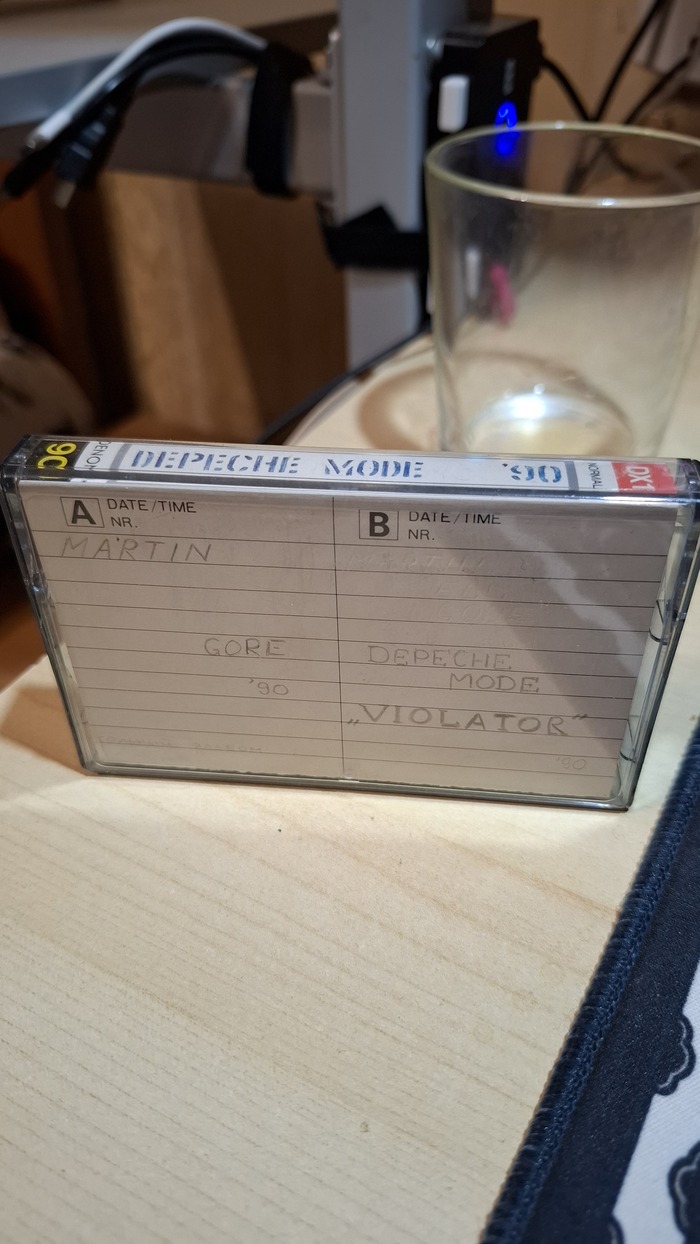 90
DENON
DEPECHE MODE '90
NORMAL
DX1
A DATE/TIME
NR.
MARTIN
GORE
'90
B DATE/TIME
NR.
DEPECHE
MODE
„VIOLATOR"
'90